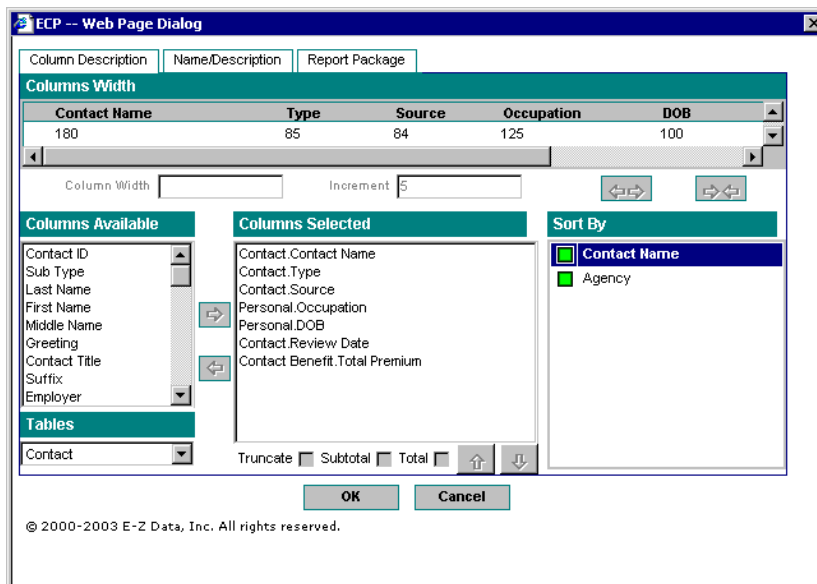 ECP -- Web Page Dialog
Column Description Name/Description Report Package
Columns Width
Contact Name Type Source Occupation DOB
180 85 84 125 100
Column Width Increment 5
Columns Available
Contact ID
Sub Type
Last Name
First Name
Middle Name
Greeting
Contact Title
Suffix
Employer
Tables
Contact
Columns Selected
Contact.Contact Name
Contact.Type
Contact.Source
Personal.Occupation
Personal.DOB
Contact.Review Date
Contact Benefit.Total Premium
Truncate Subtotal Total
Sort By
Contact Name
Agency
OK Cancel
© 2000-2003 E-Z Data, Inc. All rights reserved.